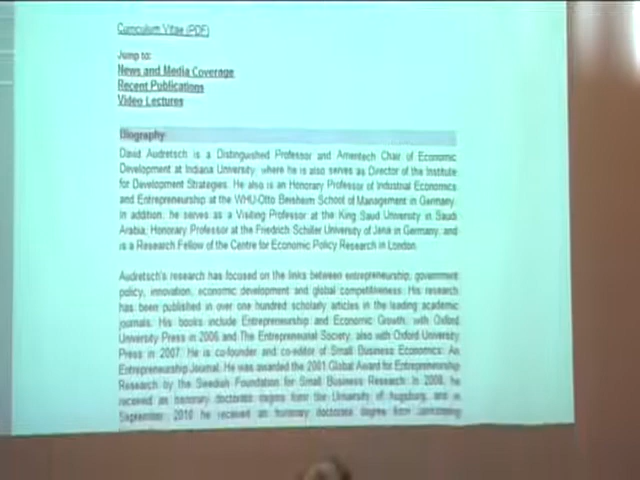 Curriculum Vitae (PDF)
Jump to:
News and Media Coverage
Recent Publications
Video Lectures
Biography
David Audretsch is a Distinguished Professor and Ameritech Chair of Economic
Development at Indiana University, where he is also serves as Director of the Institute
for Development Strategies. He also is an Honorary Professor of Industrial Economics
and Entrepreneurship at the WHU-Otto Beisheim School of Management in Germany.
In addition, he serves as a Visiting Professor at the King Saud University in Saudi
Arabia, Honorary Professor at the Friedrich Schiller University of Jena in Germany, and
is a Research Fellow of the Centre for Economic Policy Research in London.
Audretsch's research has focused on the links between entrepreneurship, government
policy, innovation, economic development and global competitiveness. His research
has been published in over one hundred scholarly articles in the leading academic
journals. His books include Entrepreneurship and Economic Growth, with Oxford
University Press in 2006 and The Entrepreneurial Society, also with Oxford University
Press in 2007. He is co-founder and co-editor of Small Business Economics: An
Entrepreneurship Journal. He was awarded the 2001 Global Award for Entrepreneurship
Research by the Swedish Foundation for Small Business Research. In 2008, he
received an honorary doctorate degree form the University of Augsburg, and in
September, 2010 he received an honorary doctorate degree from